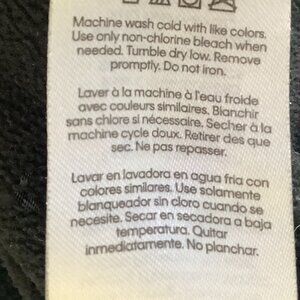 Machine wash cold with like colors.
Use only non-chlorine bleach when
needed. Tumble dry low. Remove
promptly. Do not iron.
Laver à la machine à l'eau froide
avec couleurs similaires. Blanchir
sans chlore si nécessaire. Secher à la
machine cycle doux. Retirer des que
sec. Ne pas repasser.
Lavar en lavadora en agua fria con
colores similares. Use solamente
blanqueador sin cloro cuando se
necesite. Secar en secadora a baja
temperatura. Quitar
inmediatamente. No planchar.